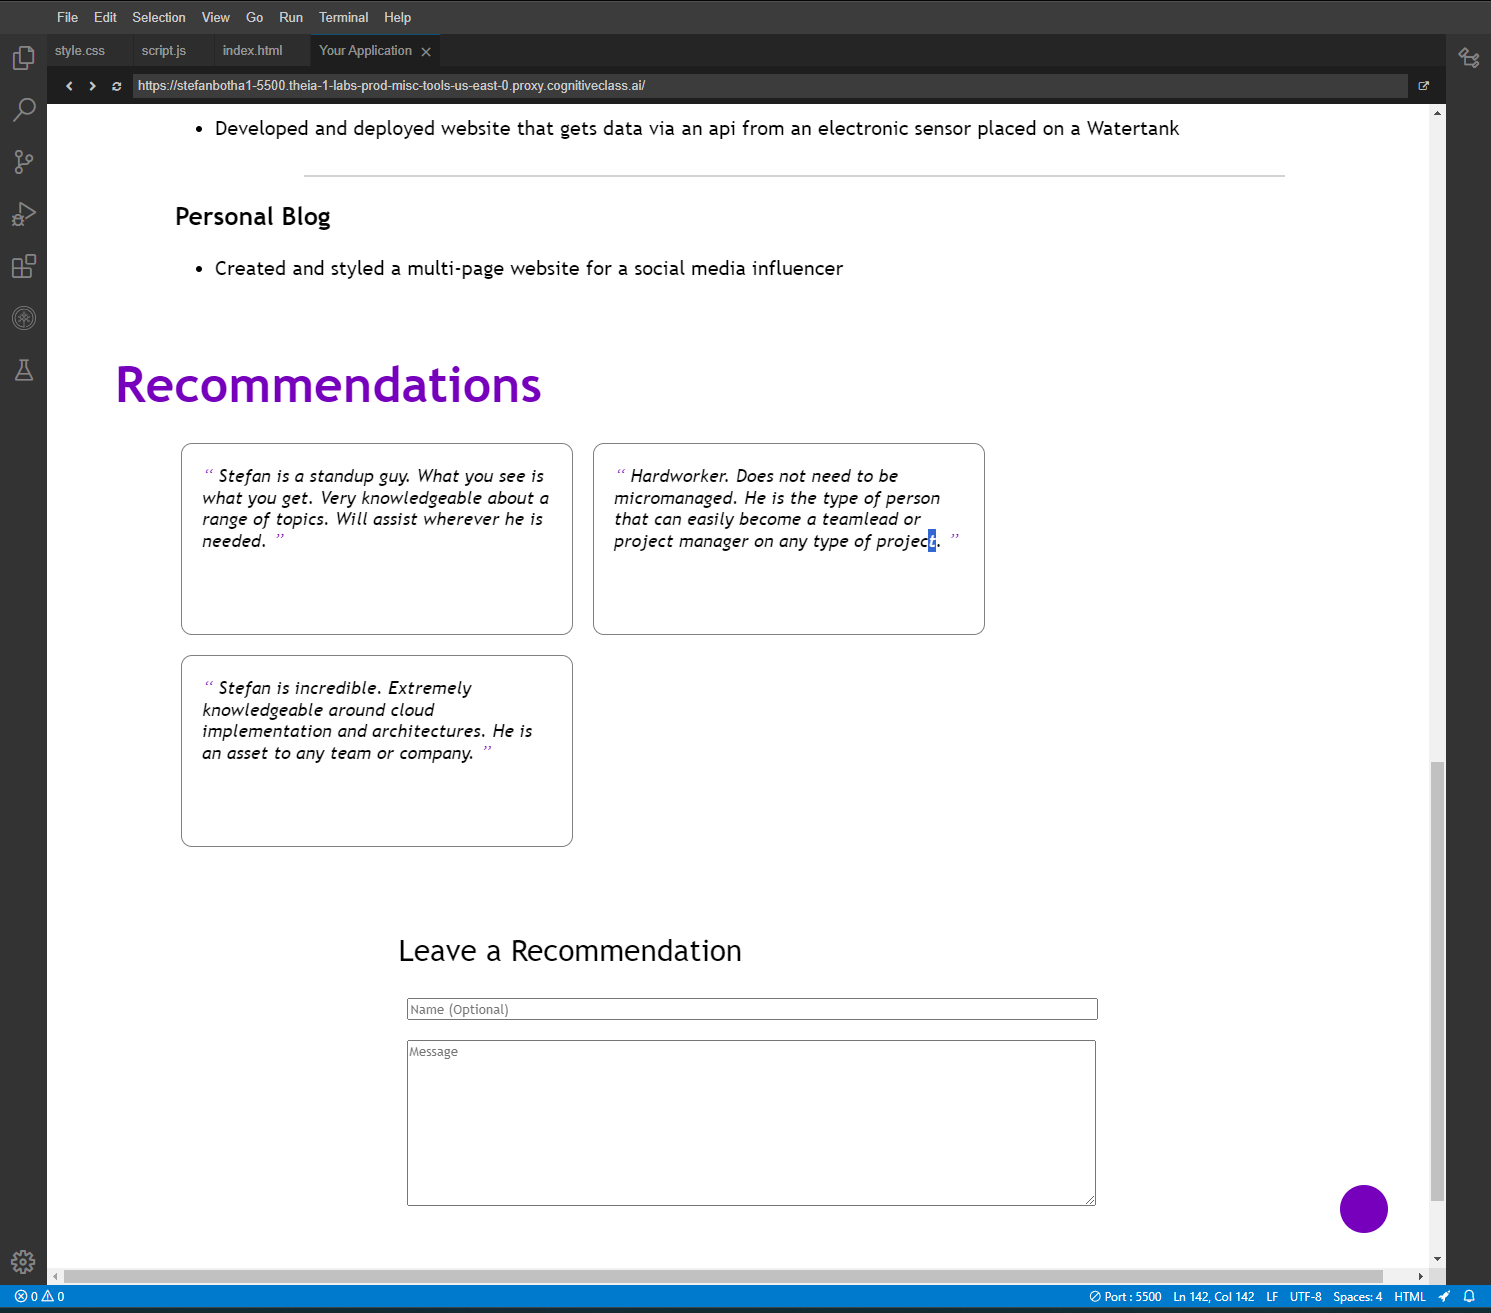 File Edit Selection View Go Run Terminal Help
style.css script.js index.html Your Application
https://stefanbotha1-5500.theia-1-labs-prod-misc-tools-us-east-0.proxy.cognitiveclass.ai/
• Developed and deployed website that gets data via an api from an electronic sensor placed on a Watertank
Personal Blog
• Created and styled a multi-page website for a social media influencer
Recommendations
“ Stefan is a standup guy. What you see is
what you get. Very knowledgeable about a
range of topics. Will assist wherever he is
needed. ”
“ Hardworker. Does not need to be
micromanaged. He is the type of person
that can easily become a teamlead or
project manager on any type of project. ”
“ Stefan is incredible. Extremely
knowledgeable around cloud
implementation and architectures. He is
an asset to any team or company. ”
Leave a Recommendation
Name (Optional)
Message
0 0 Port : 5500 Ln 142, Col 142 LF UTF-8 Spaces: 4 HTML